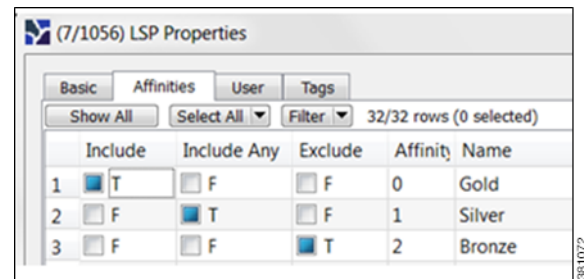 (7/1056) LSP Properties
Basic Affinities User Tags
Show All Select All Filter 32/32 rows (0 selected)
Include Include Any Exclude Affinity Name
1 T F F 0 Gold
2 F T F 1 Silver
3 F F T 2 Bronze
381072